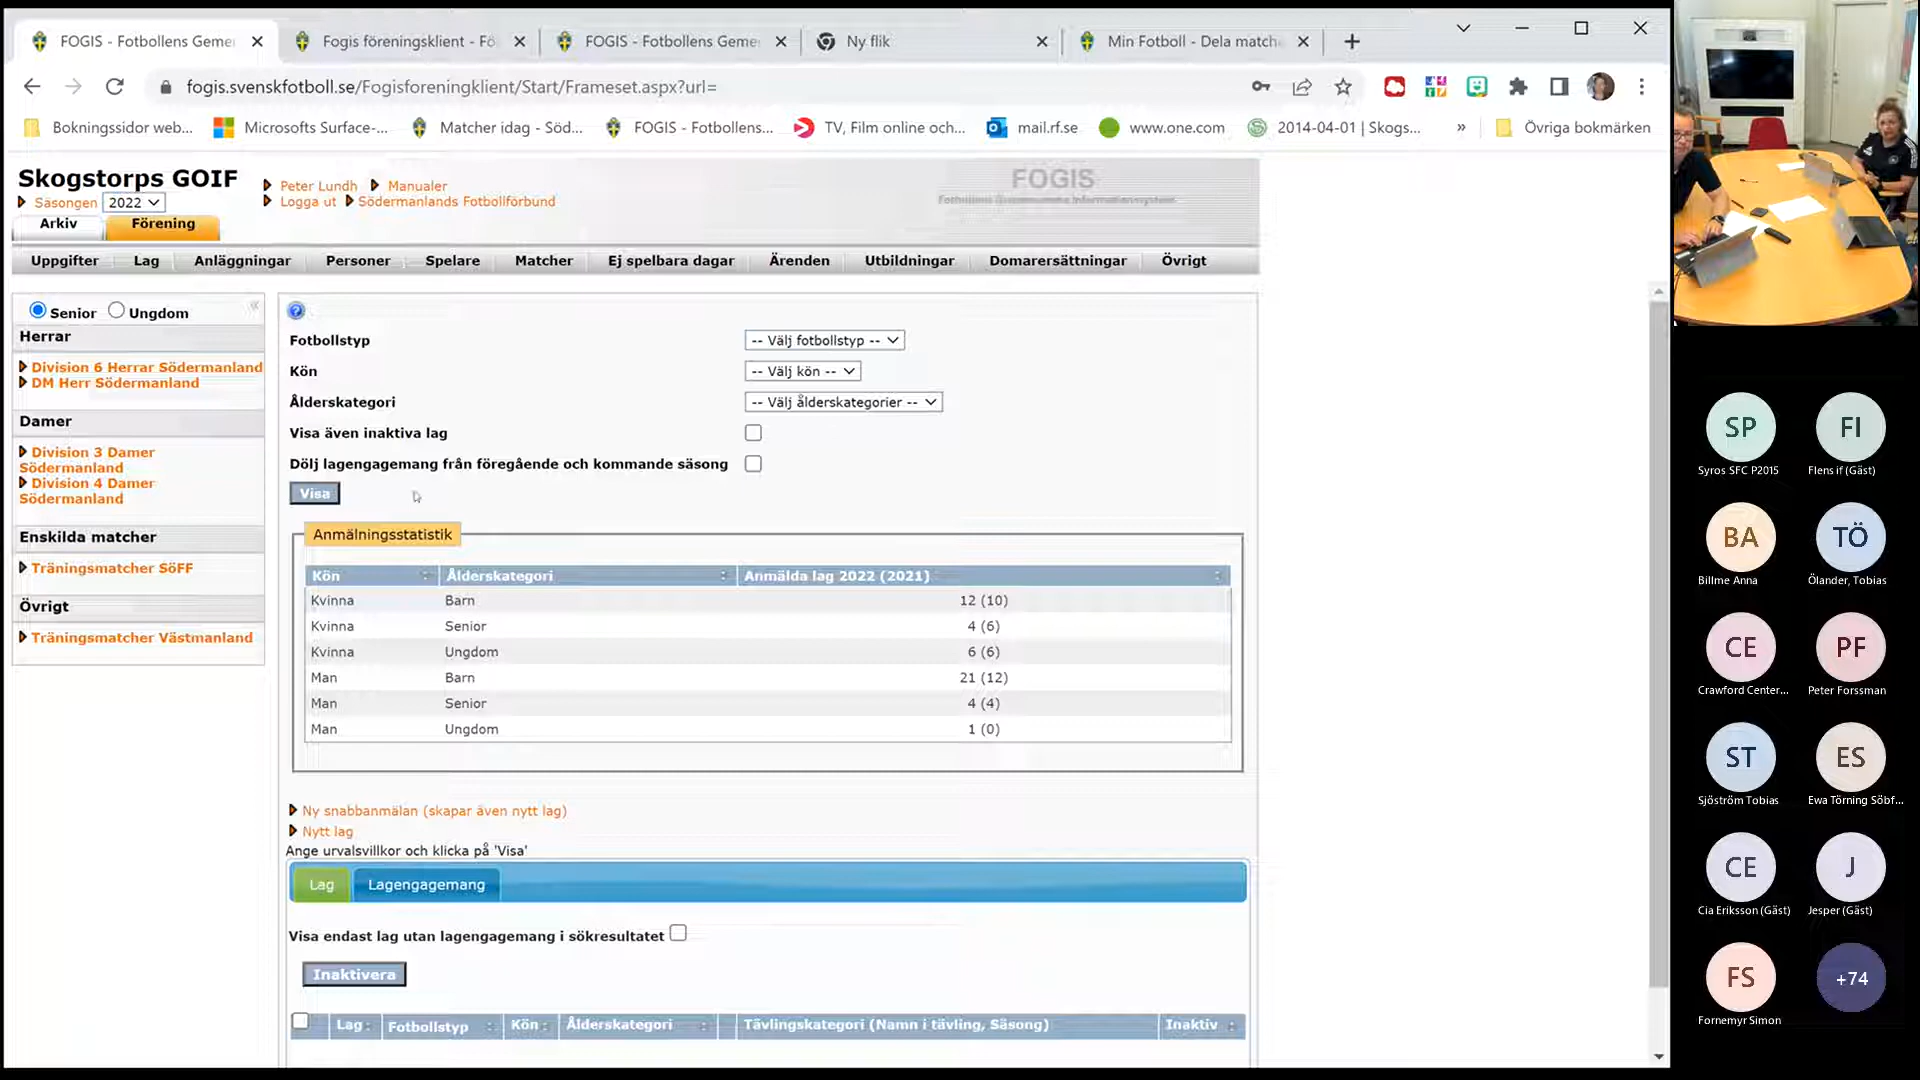 FOGIS - Fotbollens Geme
Fogis föreningsklient - Fö
FOGIS - Fotbollens Geme
Ny flik
Min Fotboll - Dela match
fogis.svenskfotboll.se/Fogisforeningklient/Start/Frameset.aspx?url=
Bokningssidor web...
Microsofts Surface-...
Matcher idag - Söd...
FOGIS - Fotbollens...
TV, Film online och...
mail.rf.se
www.one.com
2014-04-01 | Skogs...
»
Övriga bokmärken
Skogstorps GOIF
Säsongen 2022
Peter Lundh
Manualer
Logga ut
Södermanlands Fotbollförbund
FOGIS
Arkiv
Förening
Uppgifter
Lag
Anläggningar
Personer
Spelare
Matcher
Ej spelbara dagar
Ärenden
Utbildningar
Domarersättningar
Övrigt
Senior
Ungdom
Herrar
Division 6 Herrar Södermanland
DM Herr Södermanland
Damer
Division 3 Damer
Södermanland
Division 4 Damer
Södermanland
Enskilda matcher
Träningsmatcher SöFF
Övrigt
Träningsmatcher Västmanland
Fotbollstyp
-- Välj fotbollstyp --
Kön
-- Välj kön --
Ålderskategori
-- Välj ålderskategorier --
Visa även inaktiva lag
Dölj lagengagemang från föregående och kommande säsong
Visa
Anmälningsstatistik
Kön Ålderskategori Anmälda lag 2022 (2021)
Kvinna Barn 12 (10)
Kvinna Senior 4 (6)
Kvinna Ungdom 6 (6)
Man Barn 21 (12)
Man Senior 4 (4)
Man Ungdom 1 (0)
Ny snabbanmälan (skapar även nytt lag)
Nytt lag
Ange urvalsvillkor och klicka på 'Visa'
Lag
Lagengagemang
Visa endast lag utan lagengagemang i sökresultatet
Inaktivera
Lag Fotbollstyp Kön Ålderskategori Tävlingskategori (Namn i tävling, Säsong) Inaktiv
SP
Syros SFC P2015
FI
Flens if (Gäst)
BA
Billme Anna
TÖ
Ölander, Tobias
CE
Crawford Center...
PF
Peter Forssman
ST
Sjöström Tobias
ES
Ewa Törning Söbf...
CE
Cia Eriksson (Gäst)
J
Jesper (Gäst)
FS
Fornemyr Simon
+74